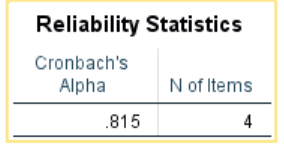 Reliability Statistics
Cronbach's
Alpha N of Items
.815 4